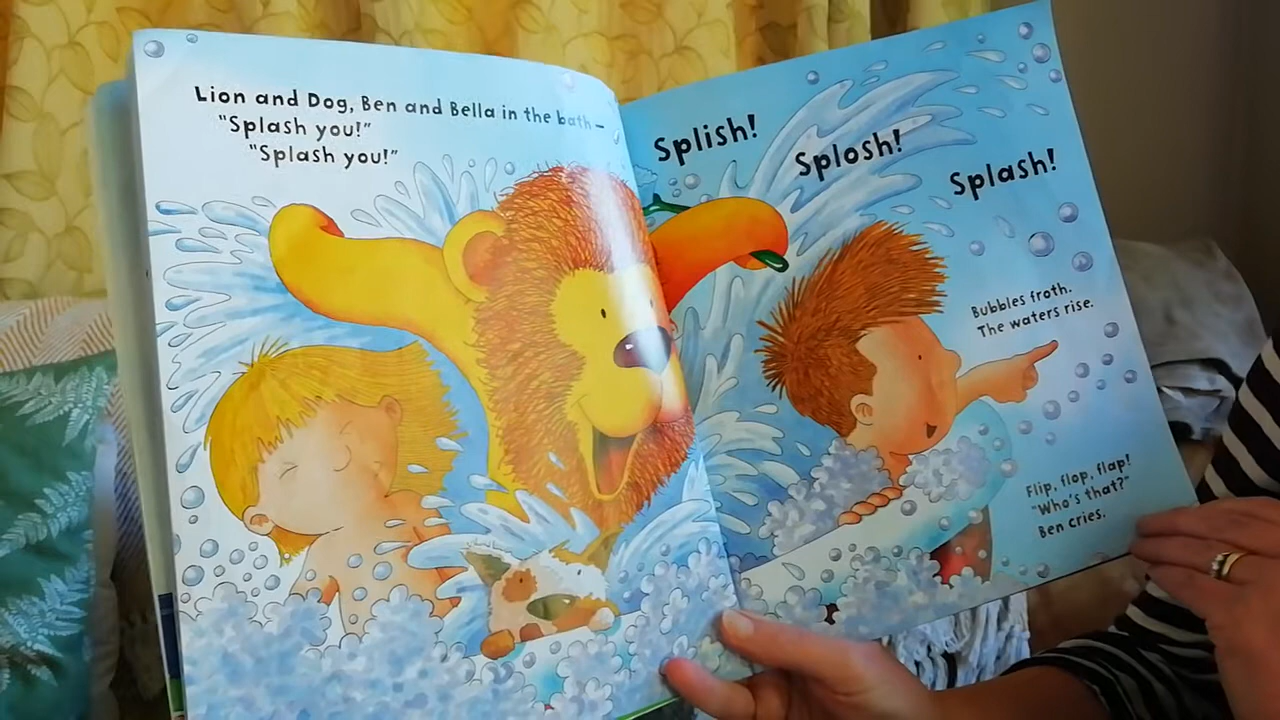 Lion and Dog, Ben and Bella in the bath –
"Splash you!"
"Splash you!"
Splish!
Splosh!
Splash!
Bubbles froth.
The waters rise.
Flip, flop, flap!
"Who's that?"
Ben cries.